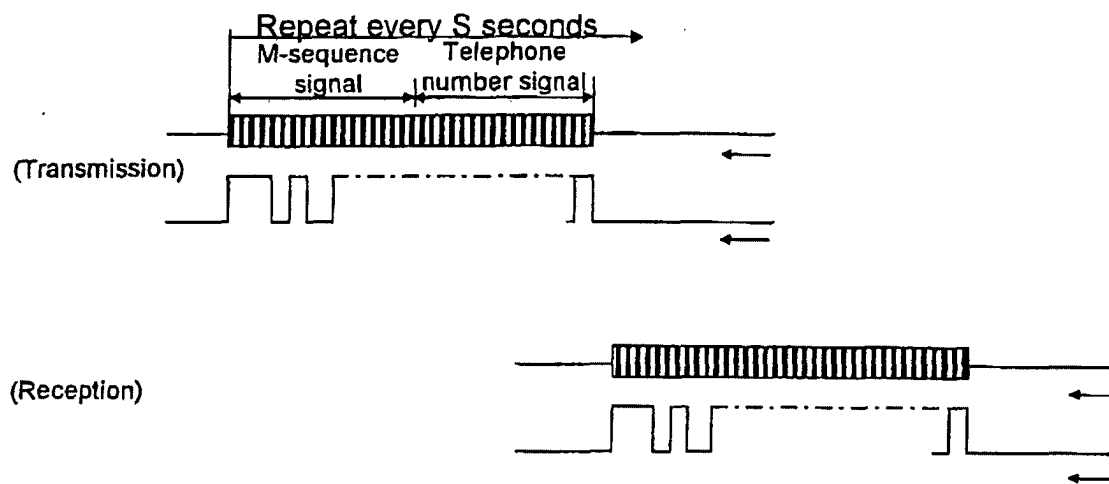 Repeat every S seconds
M-sequence signal
Telephone number signal
(Transmission)
(Reception)